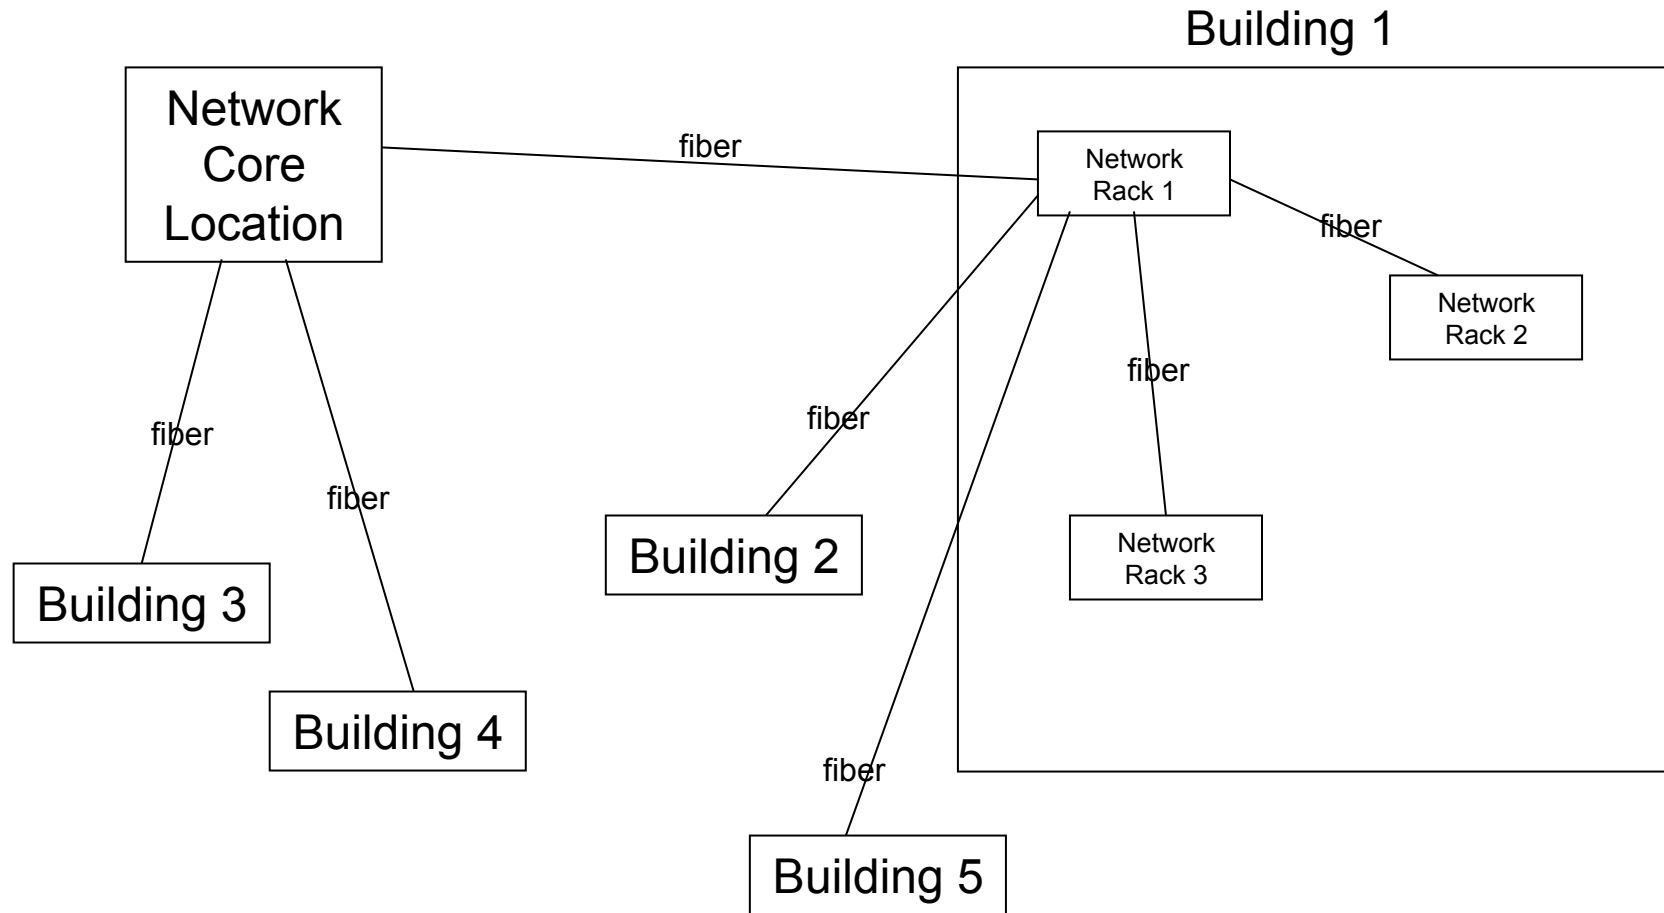 Building 1
Network
Core
Location
fiber
Network
Rack 1
fiber
Network
Rack 2
fiber
fiber
fiber
fiber
Network
Rack 3
Building 2
Building 3
Building 4
fiber
Building 5